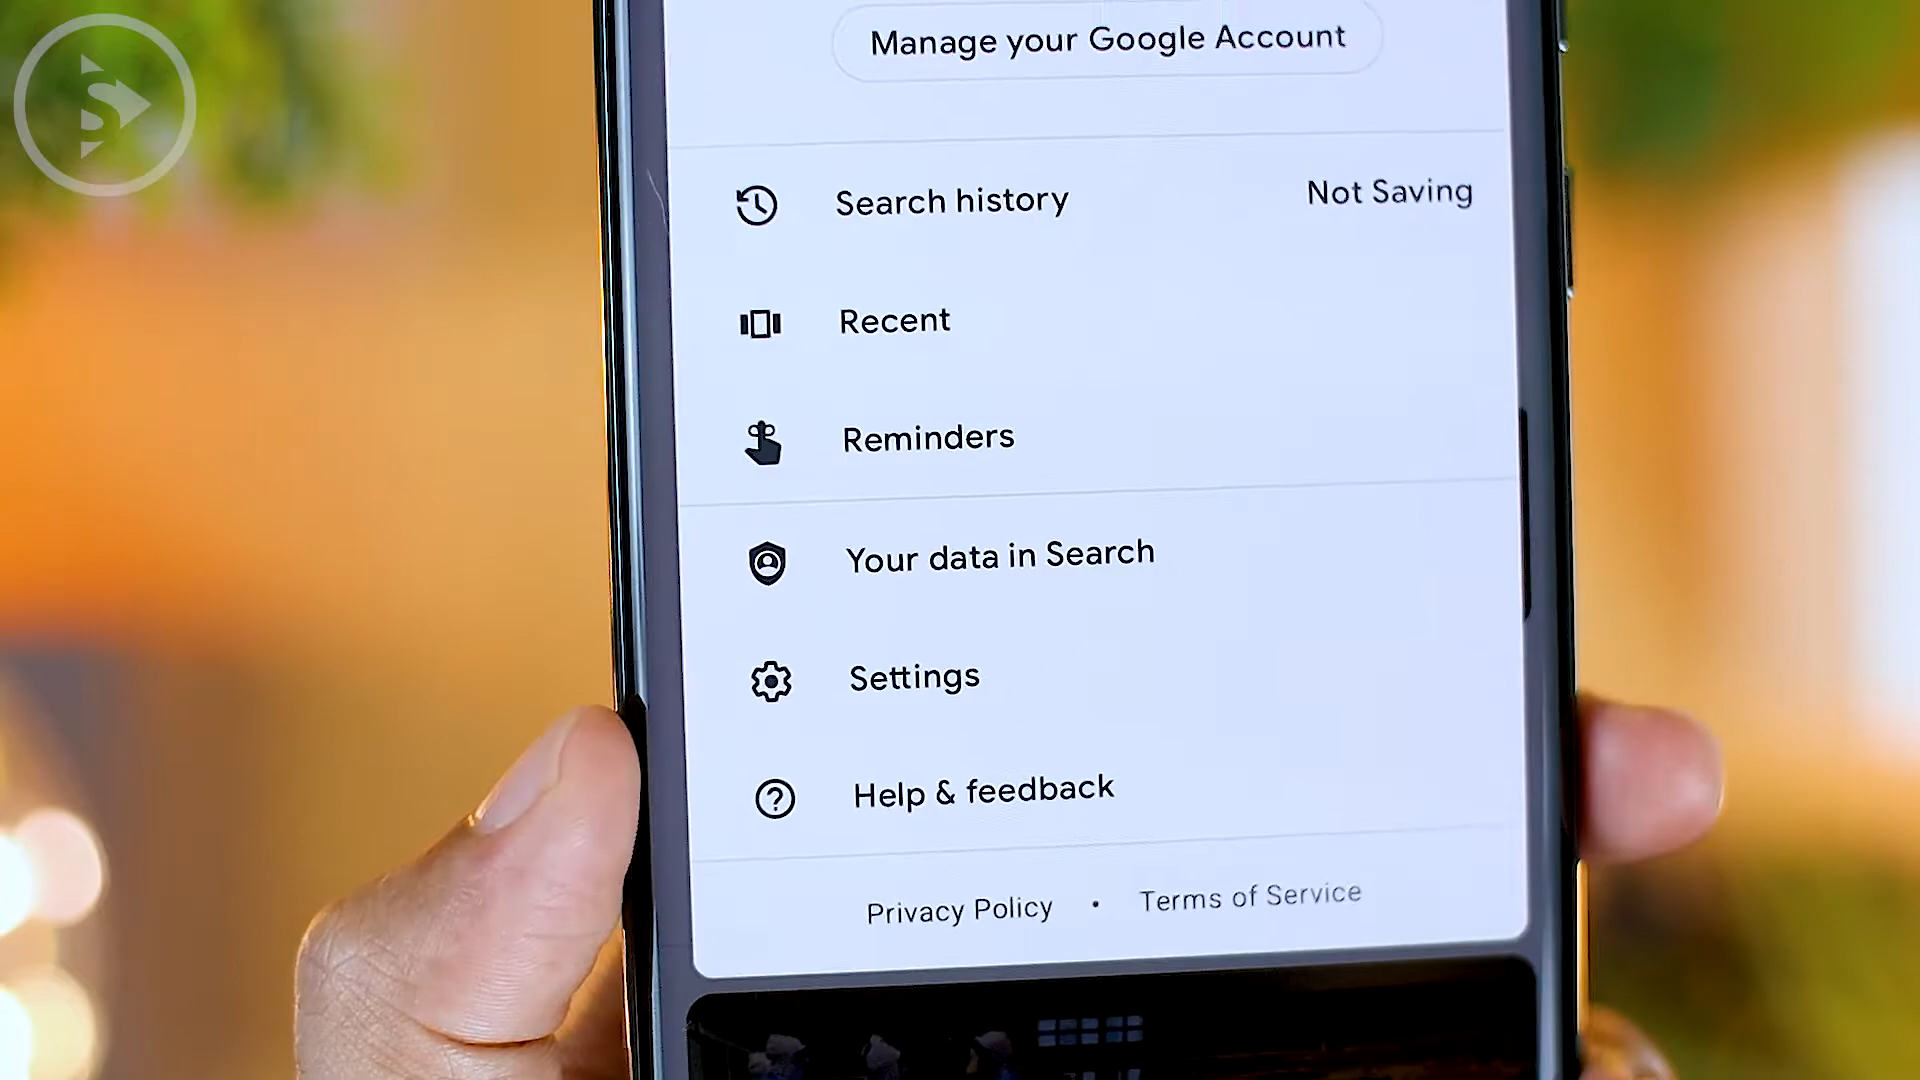 Manage your Google Account
Search history Not Saving
Recent
Reminders
Your data in Search
Settings
Help & feedback
Privacy Policy • Terms of Service